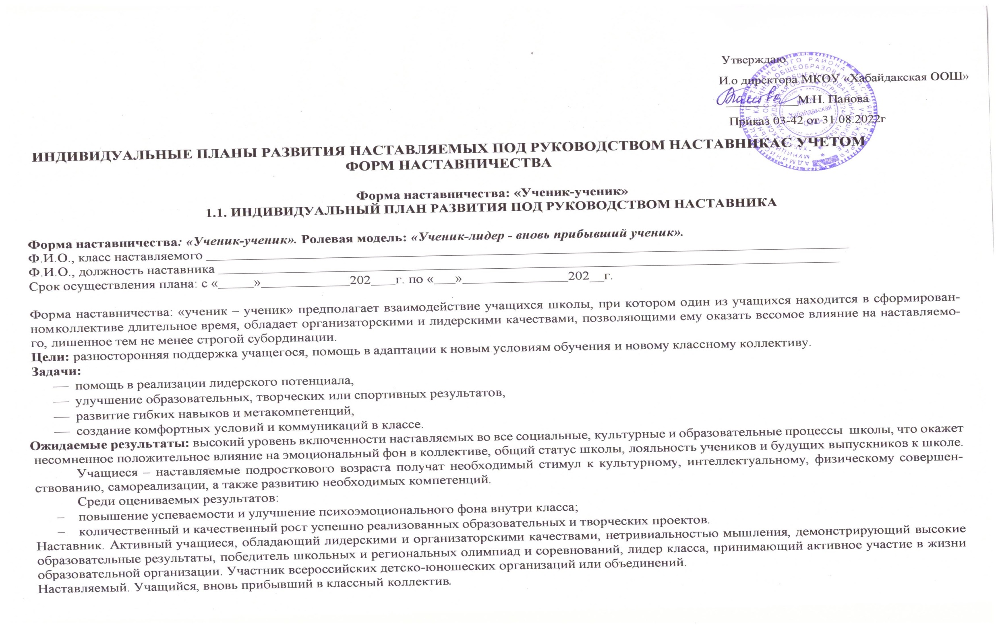 Утверждаю
И.о директора МКОУ «Хабайдакская ООШ»
М.Н. Панова
Приказ 03-42 от 31.08.2022г
ИНДИВИДУАЛЬНЫЕ ПЛАНЫ РАЗВИТИЯ НАСТАВЛЯЕМЫХ ПОД РУКОВОДСТВОМ НАСТАВНИКАС УЧЕТОМ
ФОРМ НАСТАВНИЧЕСТВА
Форма наставничества: «Ученик-ученик»
1.1. ИНДИВИДУАЛЬНЫЙ ПЛАН РАЗВИТИЯ ПОД РУКОВОДСТВОМ НАСТАВНИКА
Форма наставничества: «Ученик-ученик». Ролевая модель: «Ученик-лидер - вновь прибывший ученик».
Ф.И.О., класс наставляемого ____
Ф.И.О., должность наставника ____
Срок осуществления плана: с «______»_______________202____г. по «____»__________________202__г.
Форма наставничества: «ученик – ученик» предполагает взаимодействие учащихся школы, при котором один из учащихся находится в сформирован-
ном коллективе длительное время, обладает организаторскими и лидерскими качествами, позволяющими ему оказать весомое влияние на наставляемо-
го, лишенное тем не менее строгой субординации.
Цели: разносторонняя поддержка учащегося, помощь в адаптации к новым условиям обучения и новому классному коллективу.
Задачи:
— помощь в реализации лидерского потенциала,
— улучшение образовательных, творческих или спортивных результатов,
— развитие гибких навыков и метакомпетенций,
— создание комфортных условий и коммуникаций в классе.
Ожидаемые результаты: высокий уровень включенности наставляемых во все социальные, культурные и образовательные процессы школы, что окажет
несомненное положительное влияние на эмоциональный фон в коллективе, общий статус школы, лояльность учеников и будущих выпускников к школе.
Учащиеся – наставляемые подросткового возраста получат необходимый стимул к культурному, интеллектуальному, физическому совершен-
ствованию, самореализации, а также развитию необходимых компетенций.
Среди оцениваемых результатов:
– повышение успеваемости и улучшение психоэмоционального фона внутри класса;
– количественный и качественный рост успешно реализованных образовательных и творческих проектов.
Наставник. Активный учащиеся, обладающий лидерскими и организаторскими качествами, нетривиальностью мышления, демонстрирующий высокие
образовательные результаты, победитель школьных и региональных олимпиад и соревнований, лидер класса, принимающий активное участие в жизни
образовательной организации. Участник всероссийских детско-юношеских организаций или объединений.
Наставляемый. Учащийся, вновь прибывший в классный коллектив.